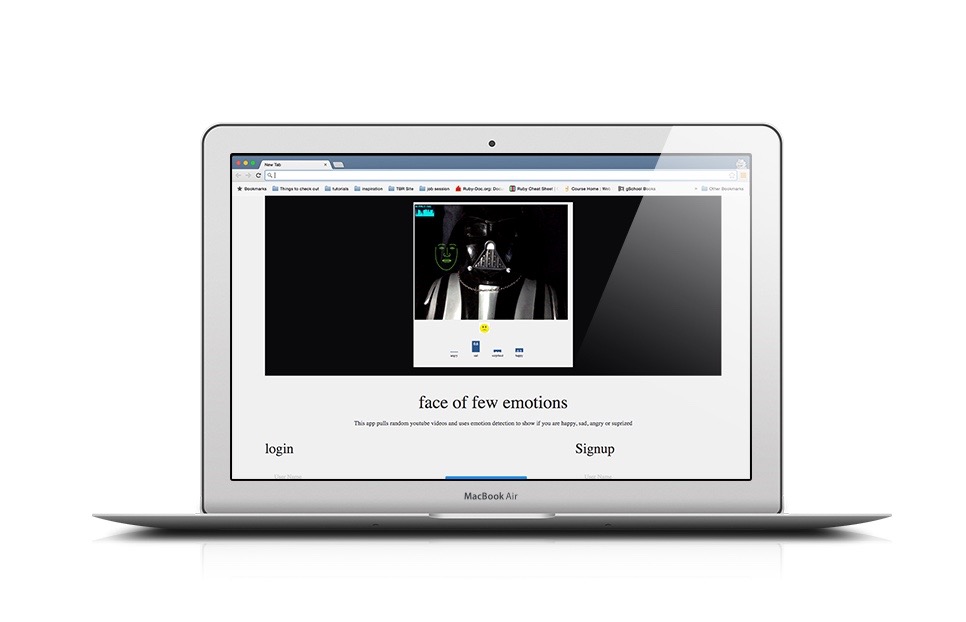 New Tab
Bookmarks Things to check out tutorials inspiration TBR Site job session Ruby-Doc.org: Ruby Cheat Sheet Course Home : Web gSchool Docs Other Bookmarks
angry sad surprised happy
face of few emotions
This app pulls random youtube videos and uses emotion detection to show if you are happy, sad, angry or suprized
login Signup
User Name User Name
MacBook Air